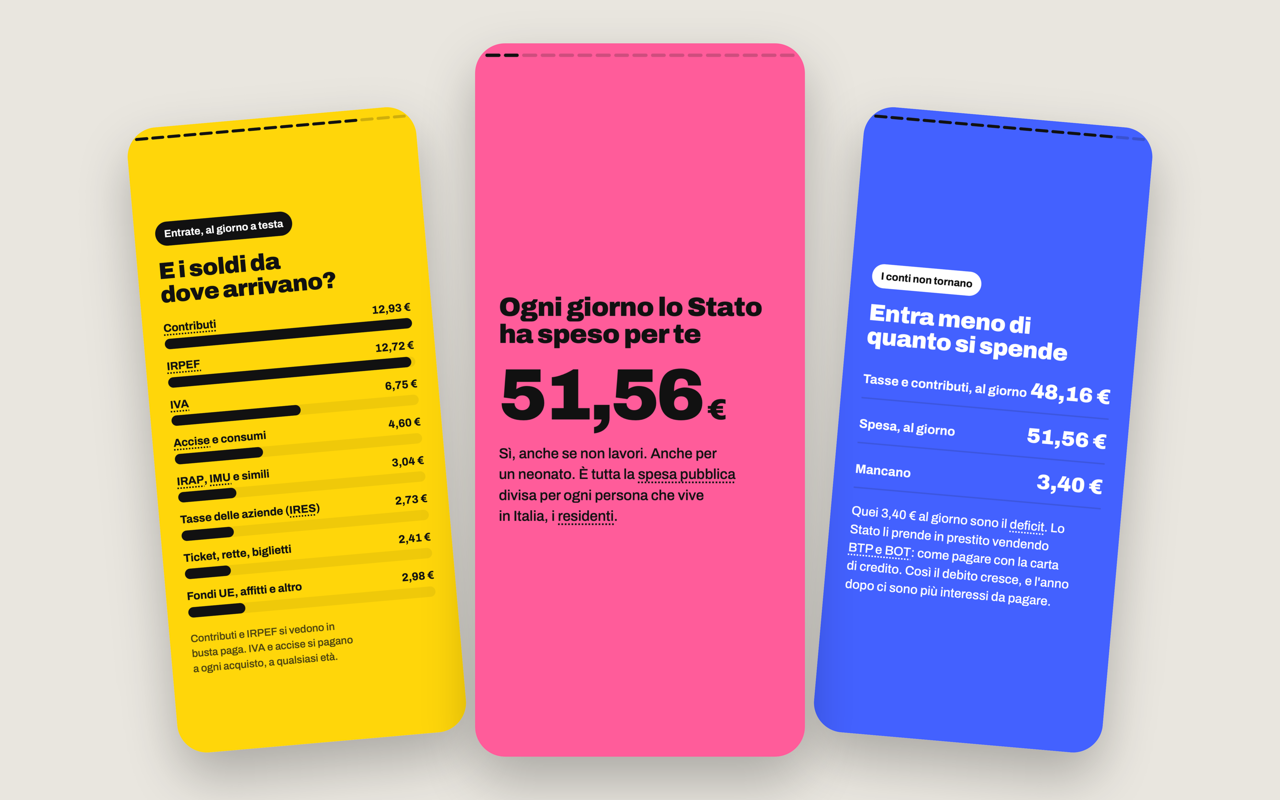 Entrate, al giorno a testa
E i soldi da
dove arrivano?
Contributi 12,93 €
IRPEF 12,72 €
IVA 6,75 €
Accise e consumi 4,60 €
IRAP, IMU e simili 3,04 €
Tasse delle aziende (IRES) 2,73 €
Ticket, rette, biglietti 2,41 €
Fondi UE, affitti e altro 2,98 €
Contributi e IRPEF si vedono in
busta paga. IVA e accise si pagano
a ogni acquisto, a qualsiasi età.
Ogni giorno lo Stato
ha speso per te
51,56 €
Sì, anche se non lavori. Anche per
un neonato. È tutta la spesa pubblica
divisa per ogni persona che vive
in Italia, i residenti.
I conti non tornano
Entra meno di
quanto si spende
Tasse e contributi, al giorno 48,16 €
Spesa, al giorno 51,56 €
Mancano 3,40 €
Quei 3,40 € al giorno sono il deficit. Lo
Stato li prende in prestito vendendo
BTP e BOT: come pagare con la carta
di credito. Così il debito cresce, e l'anno
dopo ci sono più interessi da pagare.